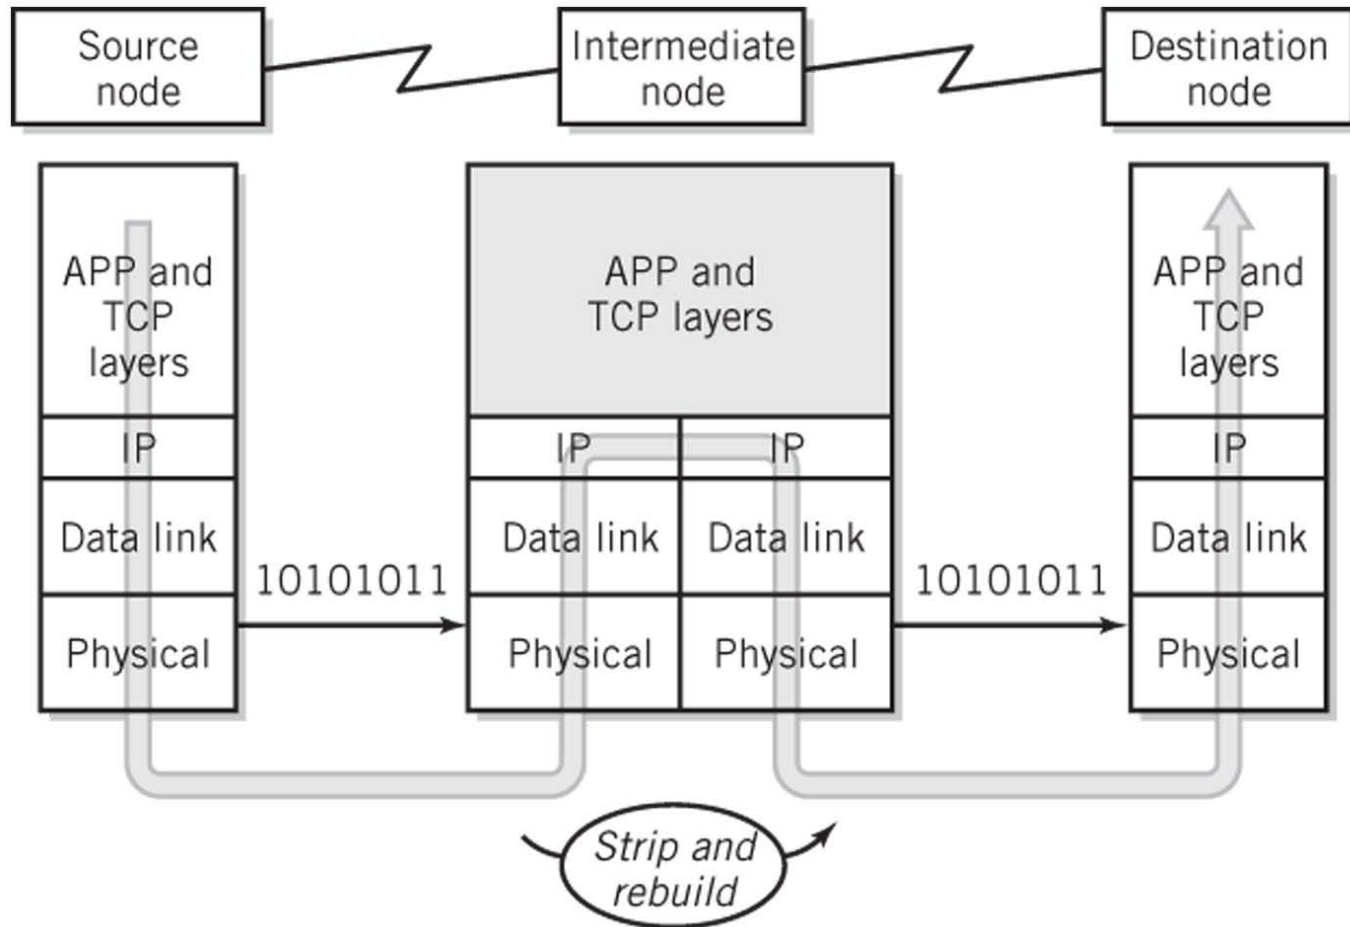 Source
node
Intermediate
node
Destination
node
APP and
TCP
layers
IP
Data link
Physical
10101011
APP and
TCP layers
IP
IP
Data link
Data link
Physical
Physical
10101011
APP and
TCP
layers
IP
Data link
Physical
Strip and
rebuild